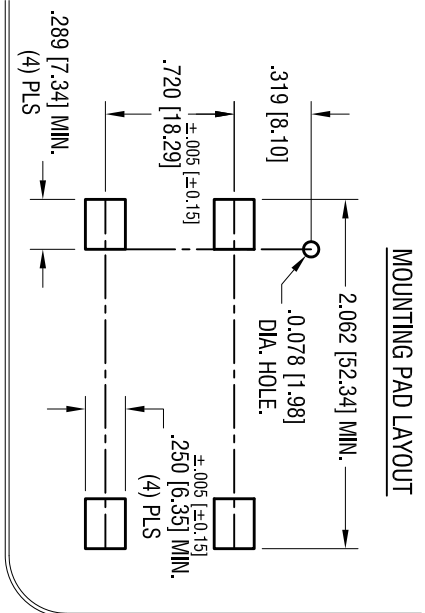 MOUNTING PAD LAYOUT
2.062 [52.34] MIN.
.319 [8.10]
.0.078 [1.98]
DIA. HOLE.
±.005 [±0.15]
.720 [18.29]
±.005 [±0.15]
.250 [6.35] MIN.
(4) PLS
.289 [7.34] MIN.
(4) PLS